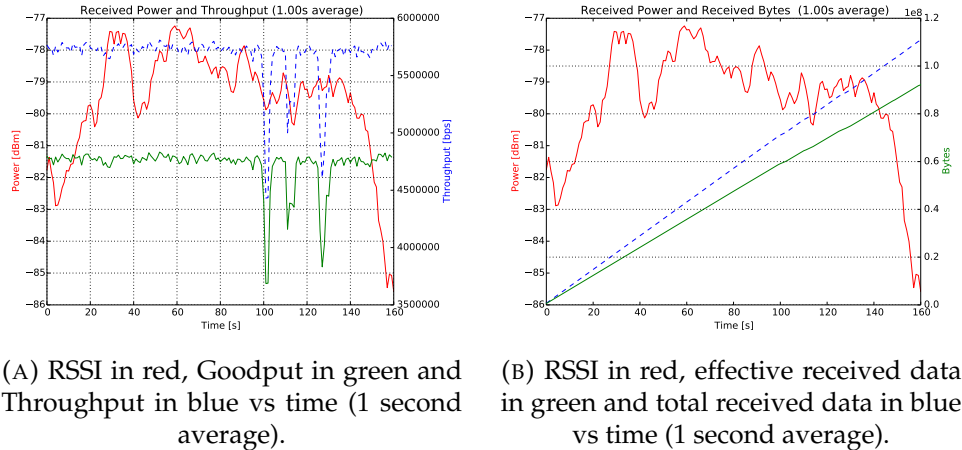 Received Power and Throughput (1.00s average)
−77
−78
−79
−80
−81
−82
−83
−84
−85
−86
Power [dBm]
0 20 40 60 80 100 120 140 160
Time [s]
6000000
5500000
5000000
4500000
4000000
3500000
Throughput [bps]
Received Power and Received Bytes (1.00s average)
1e8
−77
−78
−79
−80
−81
−82
−83
−84
−85
−86
Power [dBm]
0 20 40 60 80 100 120 140 160
Time [s]
1.2
1.0
0.8
0.6
0.4
0.2
0.0
Bytes
(A) RSSI in red, Goodput in green and
Throughput in blue vs time (1 second
average).
(B) RSSI in red, effective received data
in green and total received data in blue
vs time (1 second average).